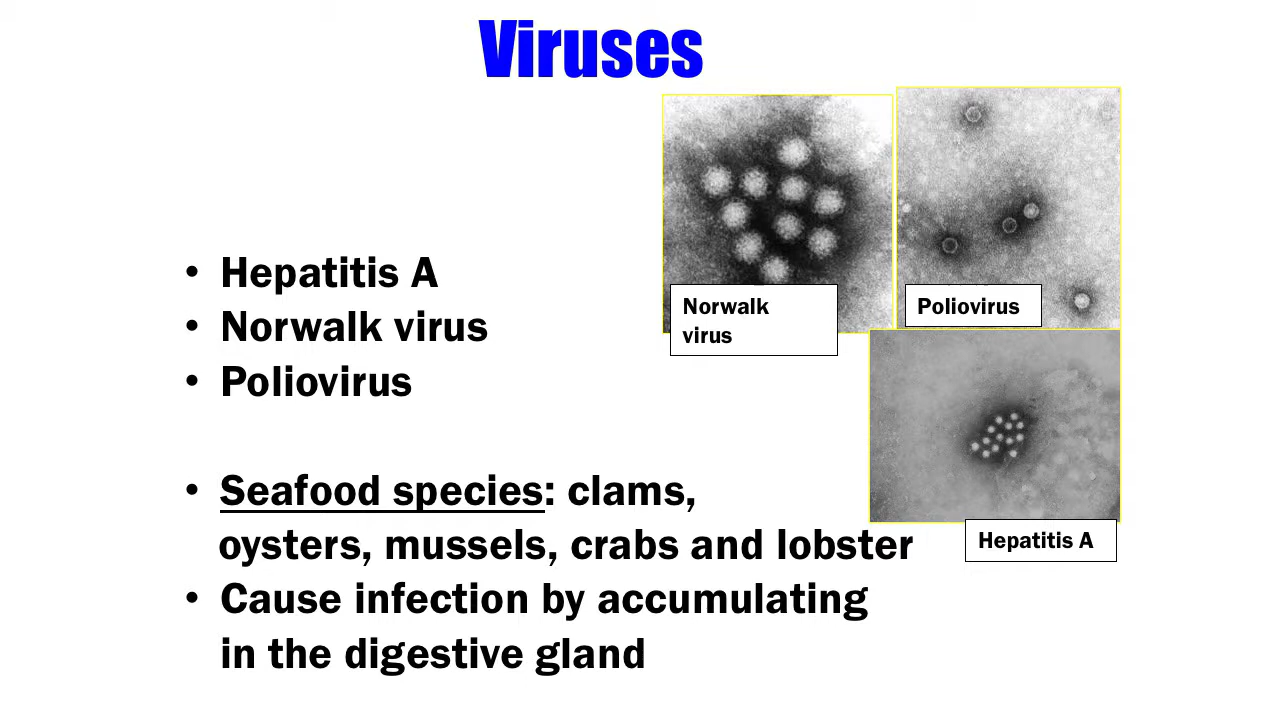 Viruses
• Hepatitis A
• Norwalk virus
• Poliovirus
• Seafood species: clams,
oysters, mussels, crabs and lobster
• Cause infection by accumulating
in the digestive gland
Norwalk
virus
Poliovirus
Hepatitis A